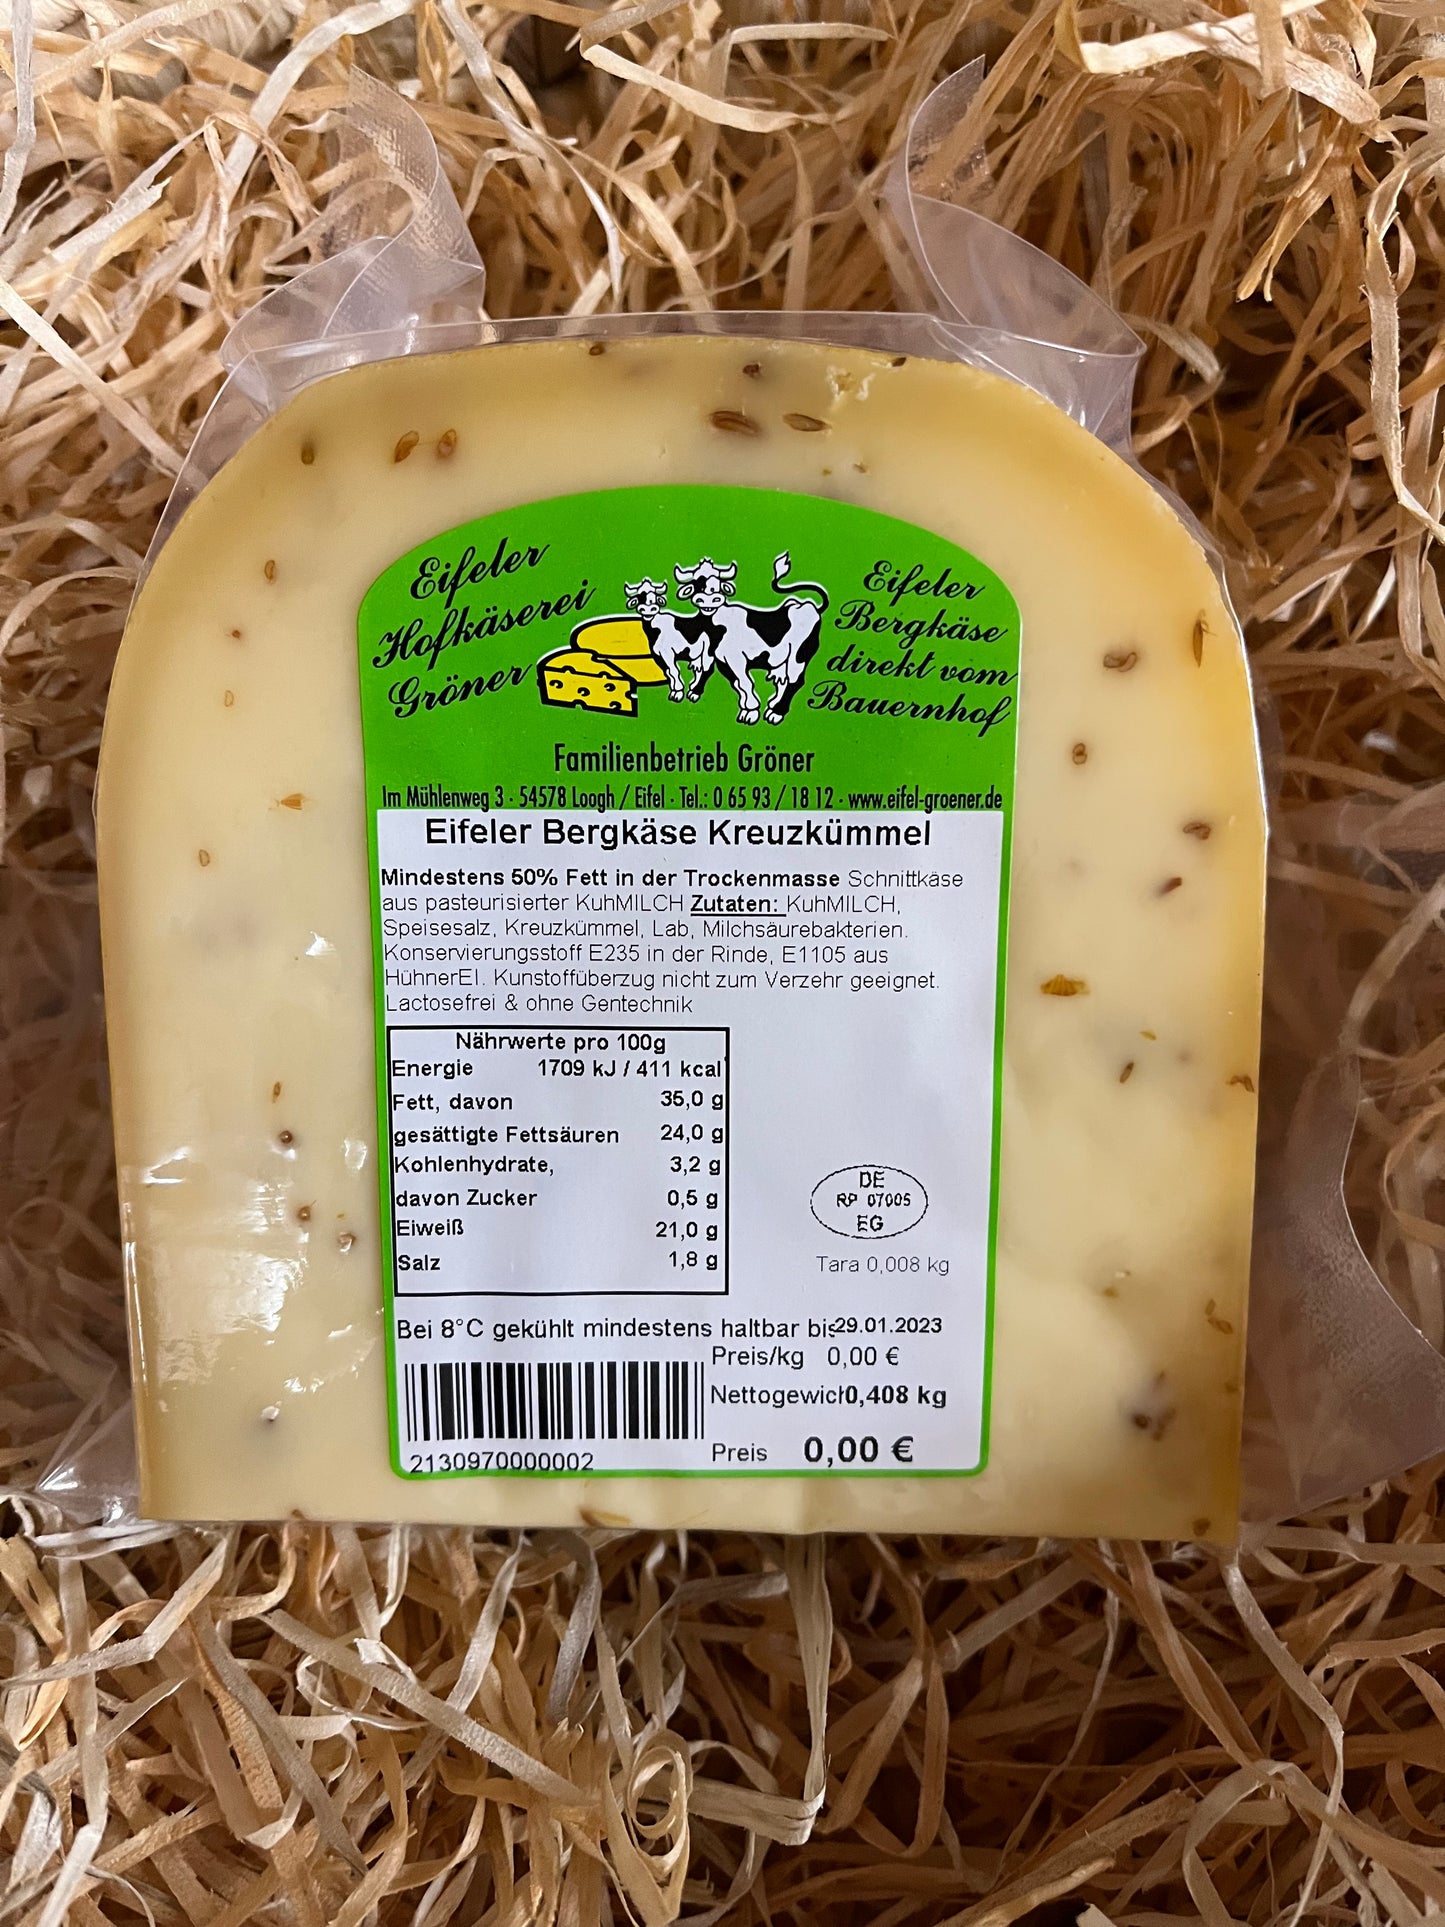 Eifeler
Hofkäserei
Gröner
Eifeler
Bergkäse
direkt vom
Bauernhof
Familienbetrieb Gröner
Im Mühlenweg 3 · 54578 Loogh / Eifel · Tel.: 0 65 93 / 18 12 · www.eifel-groener.de
Eifeler Bergkäse Kreuzkümmel
Mindestens 50% Fett in der Trockenmasse Schnittkäse
aus pasteurisierter KuhMILCH Zutaten: KuhMILCH,
Speisesalz, Kreuzkümmel, Lab, Milchsäurebakterien.
Konservierungsstoff E235 in der Rinde, E1105 aus
HühnerEI. Kunstoffüberzug nicht zum Verzehr geeignet.
Lactosefrei & ohne Gentechnik
Nährwerte pro 100g
Energie 1709 kJ / 411 kcal
Fett, davon 35,0 g
gesättigte Fettsäuren 24,0 g
Kohlenhydrate, 3,2 g
davon Zucker 0,5 g
Eiweiß 21,0 g
Salz 1,8 g
DE
RP 07005
EG
Tara 0,008 kg
Bei 8°C gekühlt mindestens haltbar bis 29.01.2023
Preis/kg 0,00 €
Nettogewicht 0,408 kg
Preis 0,00 €
2130970000002